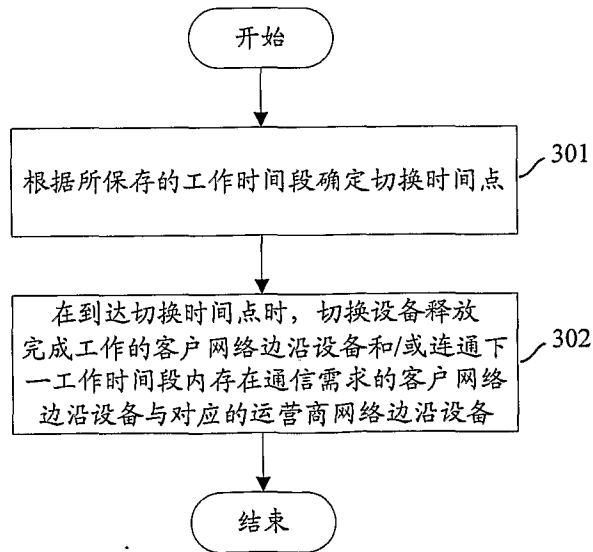 开始
根据所保存的工作时间段确定切换时间点
301
在到达切换时间点时，切换设备释放
完成工作的客户网络边沿设备和/或连通下
一工作时间段内存在通信需求的客户网络
边沿设备与对应的运营商网络边沿设备
302
结束